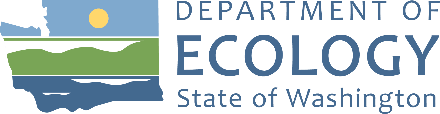 DEPARTMENT OF
ECOLOGY
State of Washington